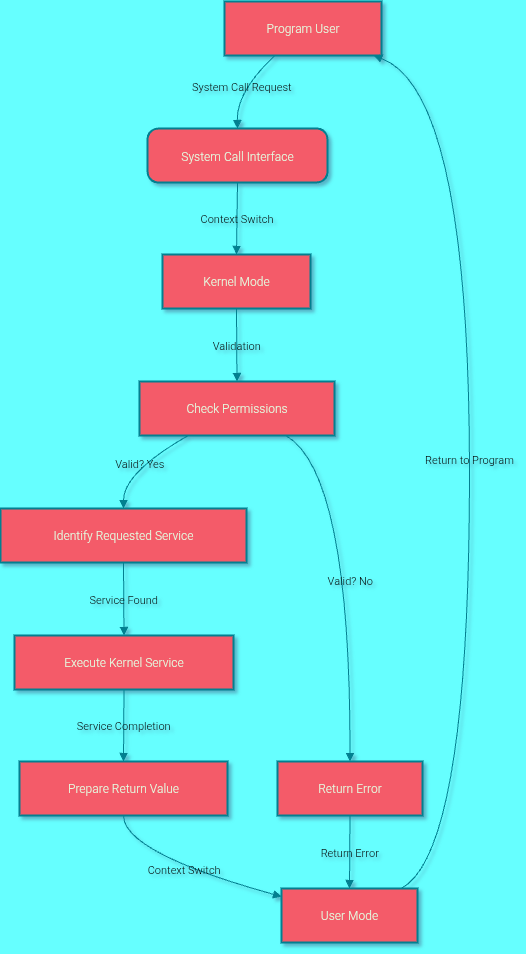 Program User
System Call Request
System Call Interface
Context Switch
Kernel Mode
Validation
Check Permissions
Valid? Yes
Return to Program
Identify Requested Service
Valid? No
Service Found
Execute Kernel Service
Service Completion
Prepare Return Value
Return Error
Return Error
Context Switch
User Mode